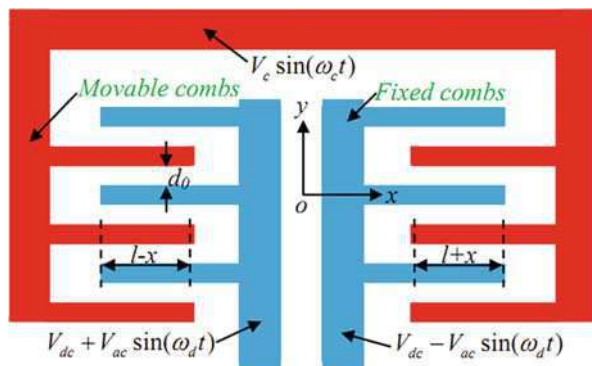 V_c sin(ω_c t)
Movable combs
Fixed combs
y
d_0
o
x
l-x
l+x
V_dc + V_ac sin(ω_d t)
V_dc − V_ac sin(ω_d t)